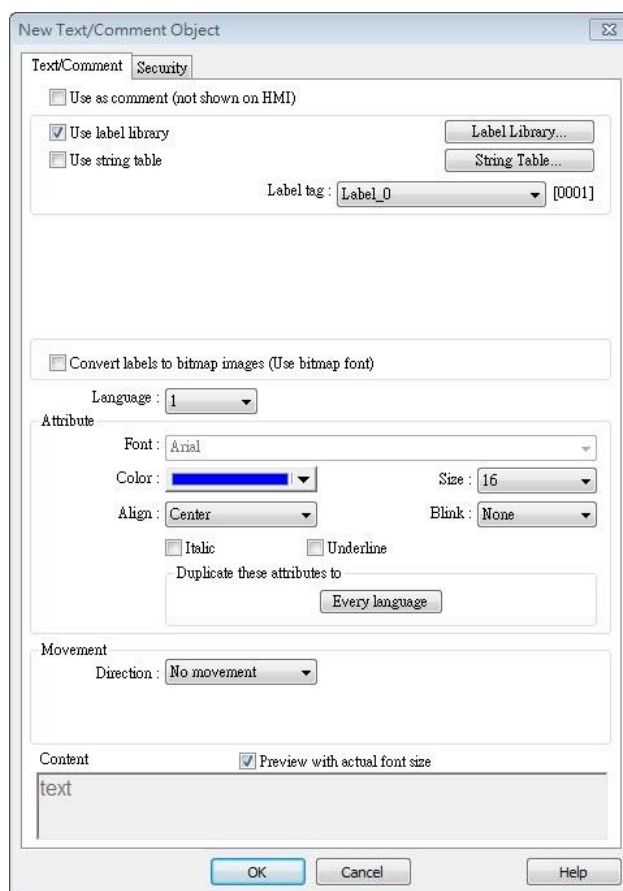 New Text/Comment Object
Text/Comment Security
Use as comment (not shown on HMI)
Use label library Label Library...
Use string table String Table...
Label tag : Label_0 [0001]
Convert labels to bitmap images (Use bitmap font)
Language : 1
Attribute
Font : Arial
Color : Size : 16
Align : Center Blink : None
Italic Underline
Duplicate these attributes to
Every language
Movement
Direction : No movement
Content Preview with actual font size
text
OK Cancel Help